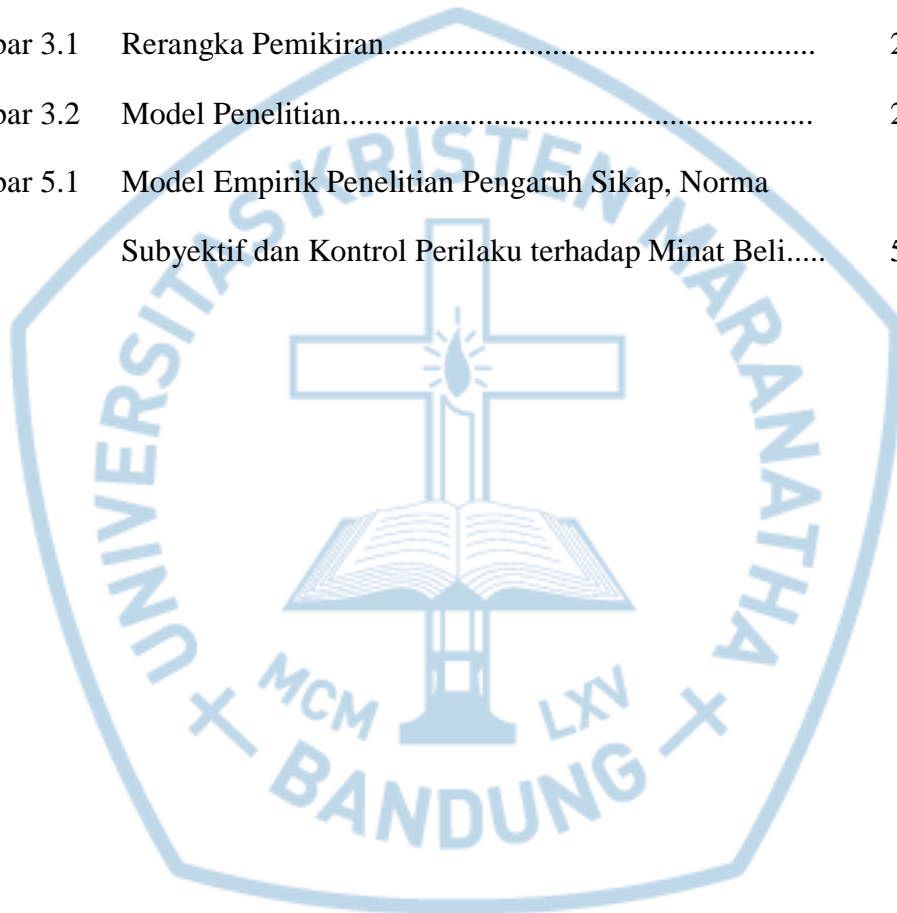 bar 3.1 Rerangka Pemikiran...................................................... 2
bar 3.2 Model Penelitian........................................................... 2
bar 5.1 Model Empirik Penelitian Pengaruh Sikap, Norma
Subyektif dan Kontrol Perilaku terhadap Minat Beli..... 5
UNIVERSITAS KRISTEN MARANATHA
MCM LXV
BANDUNG